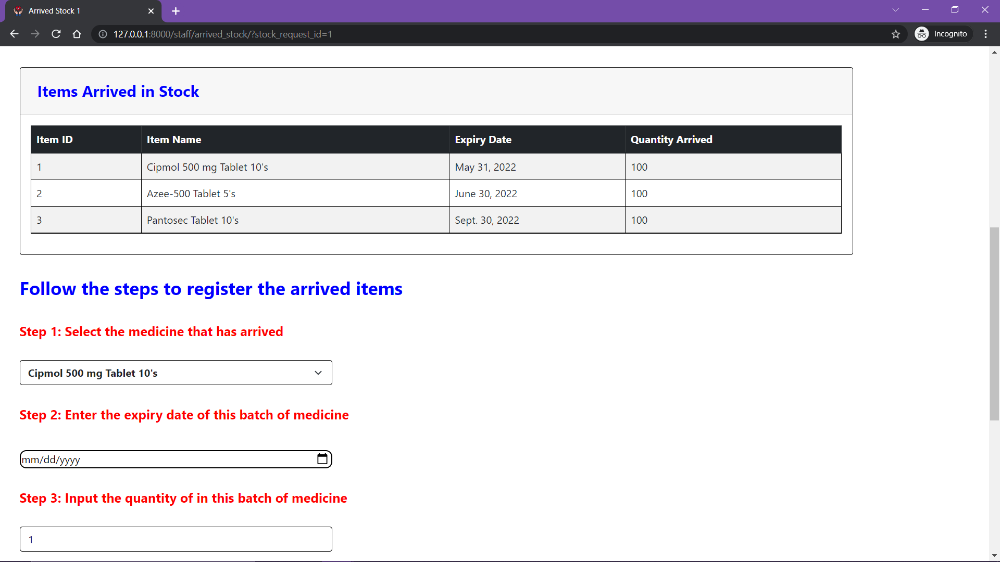 Arrived Stock 1
127.0.0.1:8000/staff/arrived_stock/?stock_request_id=1
Incognito
Items Arrived in Stock
Item ID Item Name Expiry Date Quantity Arrived
1 Cipmol 500 mg Tablet 10's May 31, 2022 100
2 Azee-500 Tablet 5's June 30, 2022 100
3 Pantosec Tablet 10's Sept. 30, 2022 100
Follow the steps to register the arrived items
Step 1: Select the medicine that has arrived
Cipmol 500 mg Tablet 10's
Step 2: Enter the expiry date of this batch of medicine
mm/dd/yyyy
Step 3: Input the quantity of in this batch of medicine
1